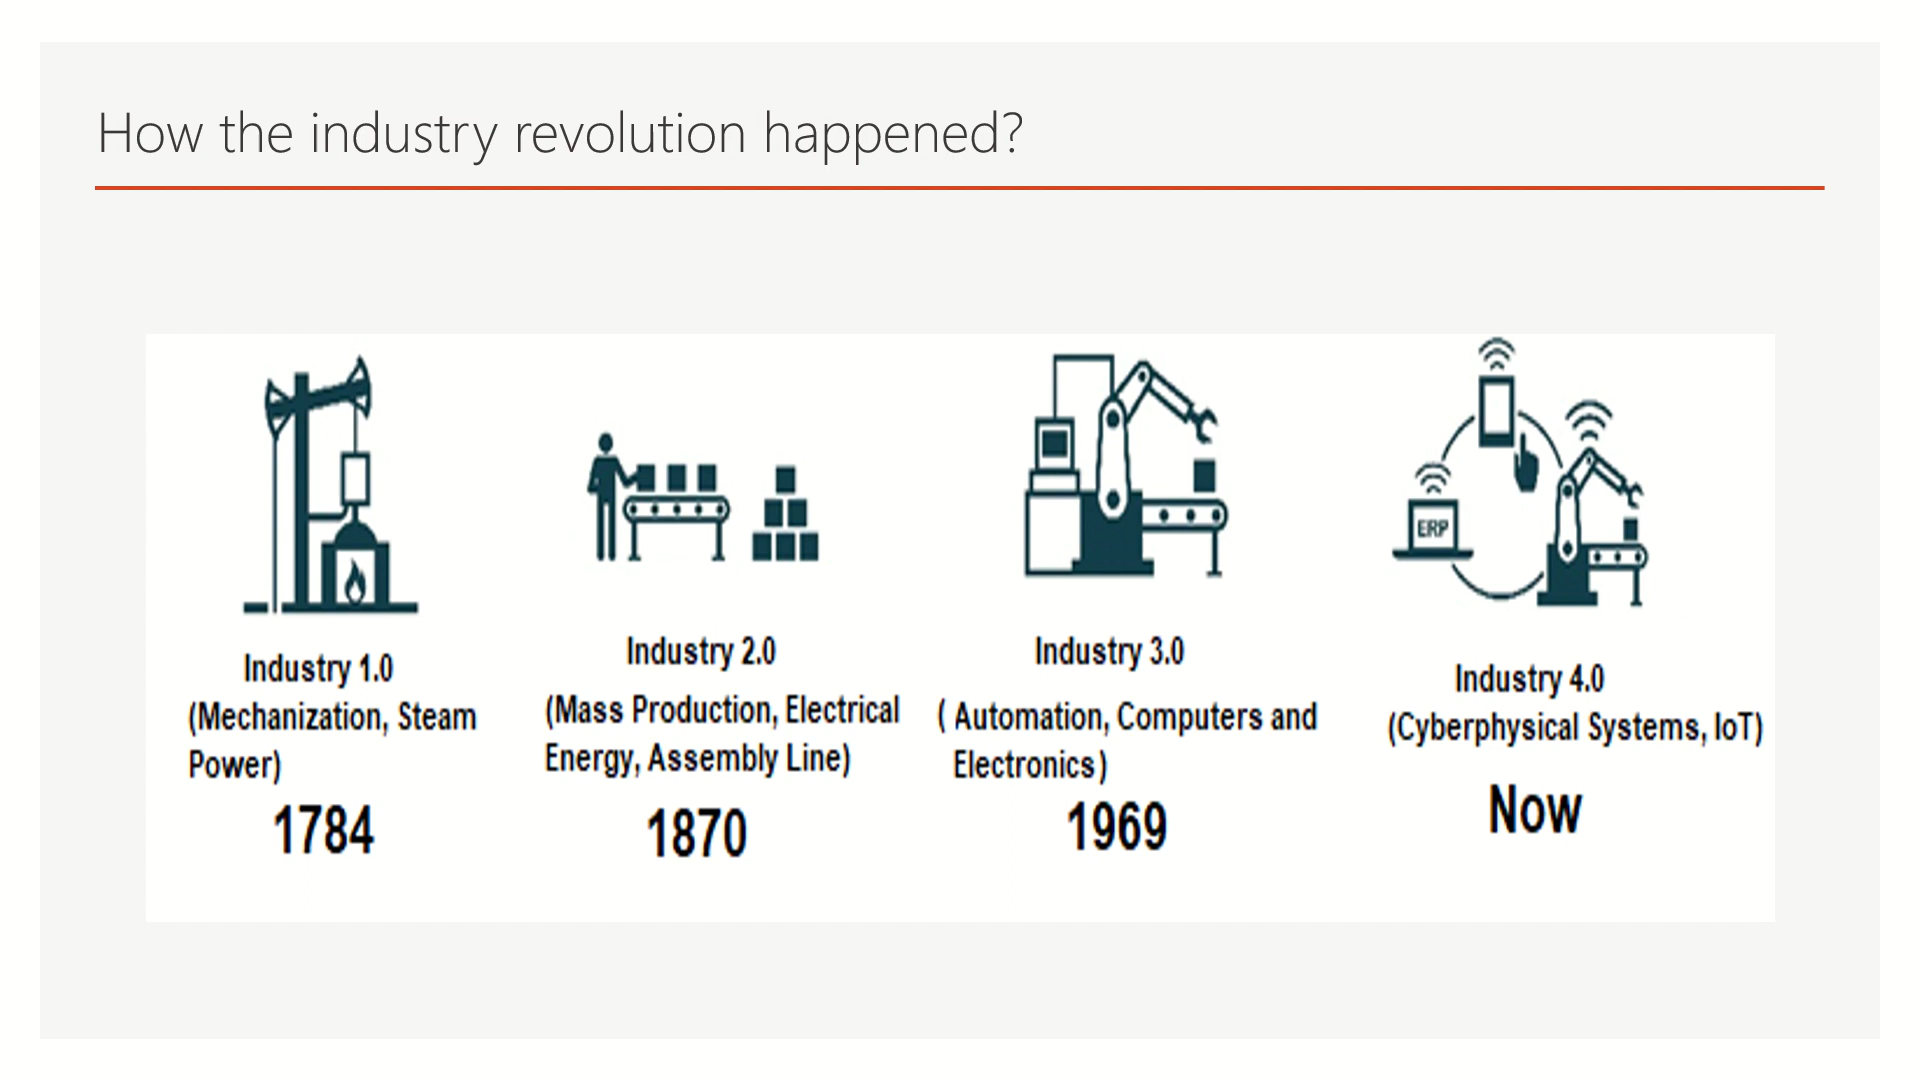 How the industry revolution happened?
ERP
Industry 1.0
(Mechanization, Steam
Power)
1784
Industry 2.0
(Mass Production, Electrical
Energy, Assembly Line)
1870
Industry 3.0
( Automation, Computers and
Electronics)
1969
Industry 4.0
(Cyberphysical Systems, IoT)
Now